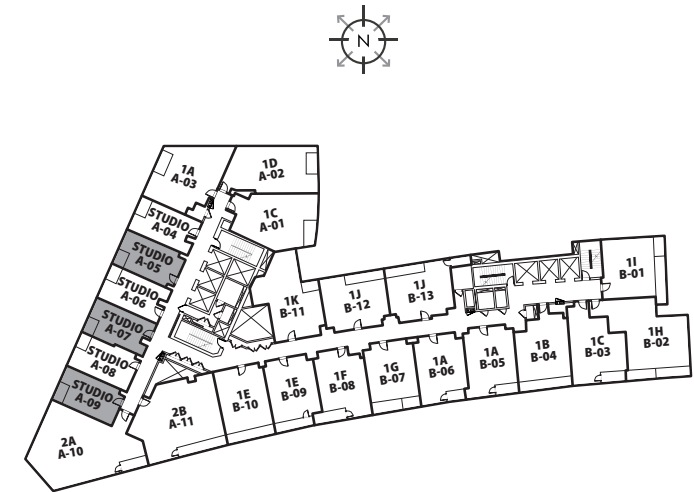 N
1A
A-03
1D
A-02
1C
A-01
STUDIO
A-04
STUDIO
A-05
STUDIO
A-06
STUDIO
A-07
STUDIO
A-08
STUDIO
A-09
2A
A-10
2B
A-11
1K
B-11
1J
B-12
1J
B-13
1I
B-01
1E
B-10
1E
B-09
1F
B-08
1G
B-07
1A
B-06
1A
B-05
1B
B-04
1C
B-03
1H
B-02